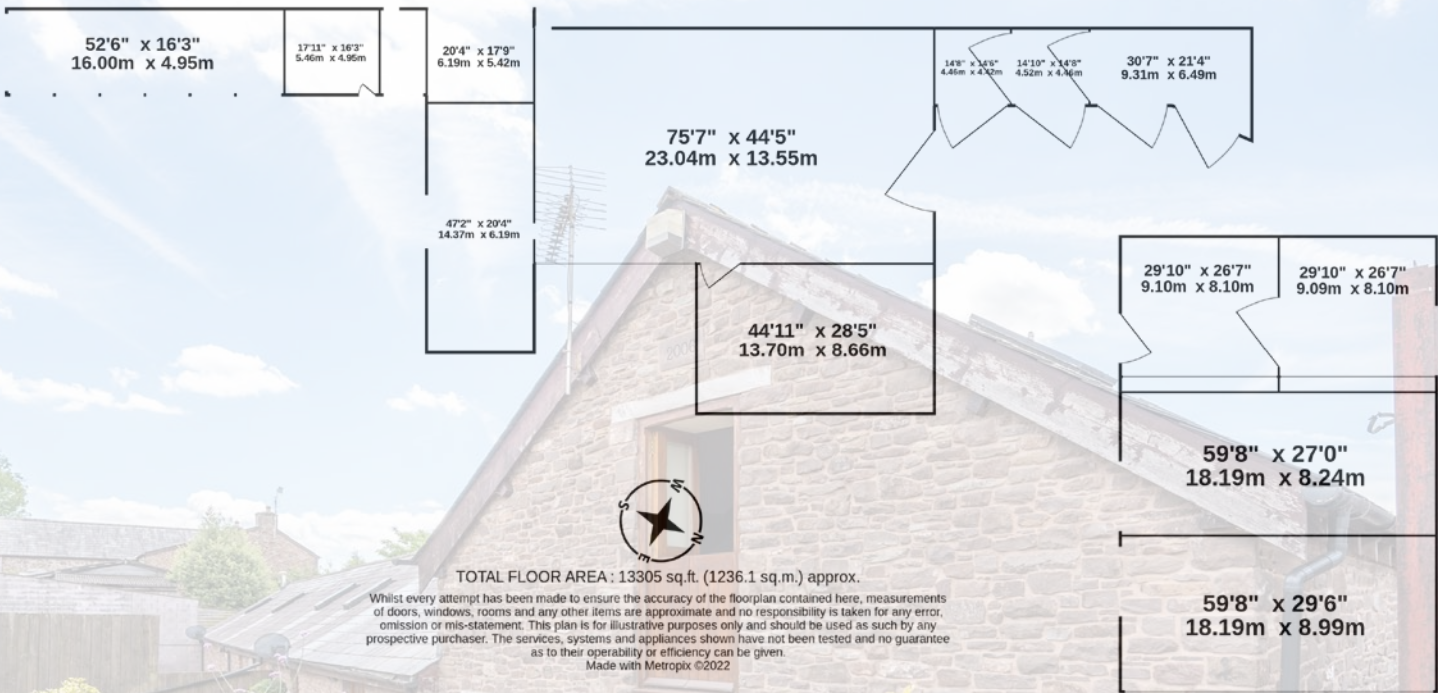 52'6" x 16'3"
16.00m x 4.95m
17'11" x 16'3"
5.46m x 4.95m
20'4" x 17'9"
6.19m x 5.42m
14'8" x 14'6"
4.46m x 4.42m
14'10" x 14'8"
4.52m x 4.46m
30'7" x 21'4"
9.31m x 6.49m
75'7" x 44'5"
23.04m x 13.55m
47'2" x 20'4"
14.37m x 6.19m
29'10" x 26'7"
9.10m x 8.10m
29'10" x 26'7"
9.09m x 8.10m
44'11" x 28'5"
13.70m x 8.66m
59'8" x 27'0"
18.19m x 8.24m
W
S
N
E
59'8" x 29'6"
18.19m x 8.99m
TOTAL FLOOR AREA : 13305 sq.ft. (1236.1 sq.m.) approx.
Whilst every attempt has been made to ensure the accuracy of the floorplan contained here, measurements
of doors, windows, rooms and any other items are approximate and no responsibility is taken for any error,
omission or mis-statement. This plan is for illustrative purposes only and should be used as such by any
prospective purchaser. The services, systems and appliances shown have not been tested and no guarantee
as to their operability or efficiency can be given.
Made with Metropix ©2022